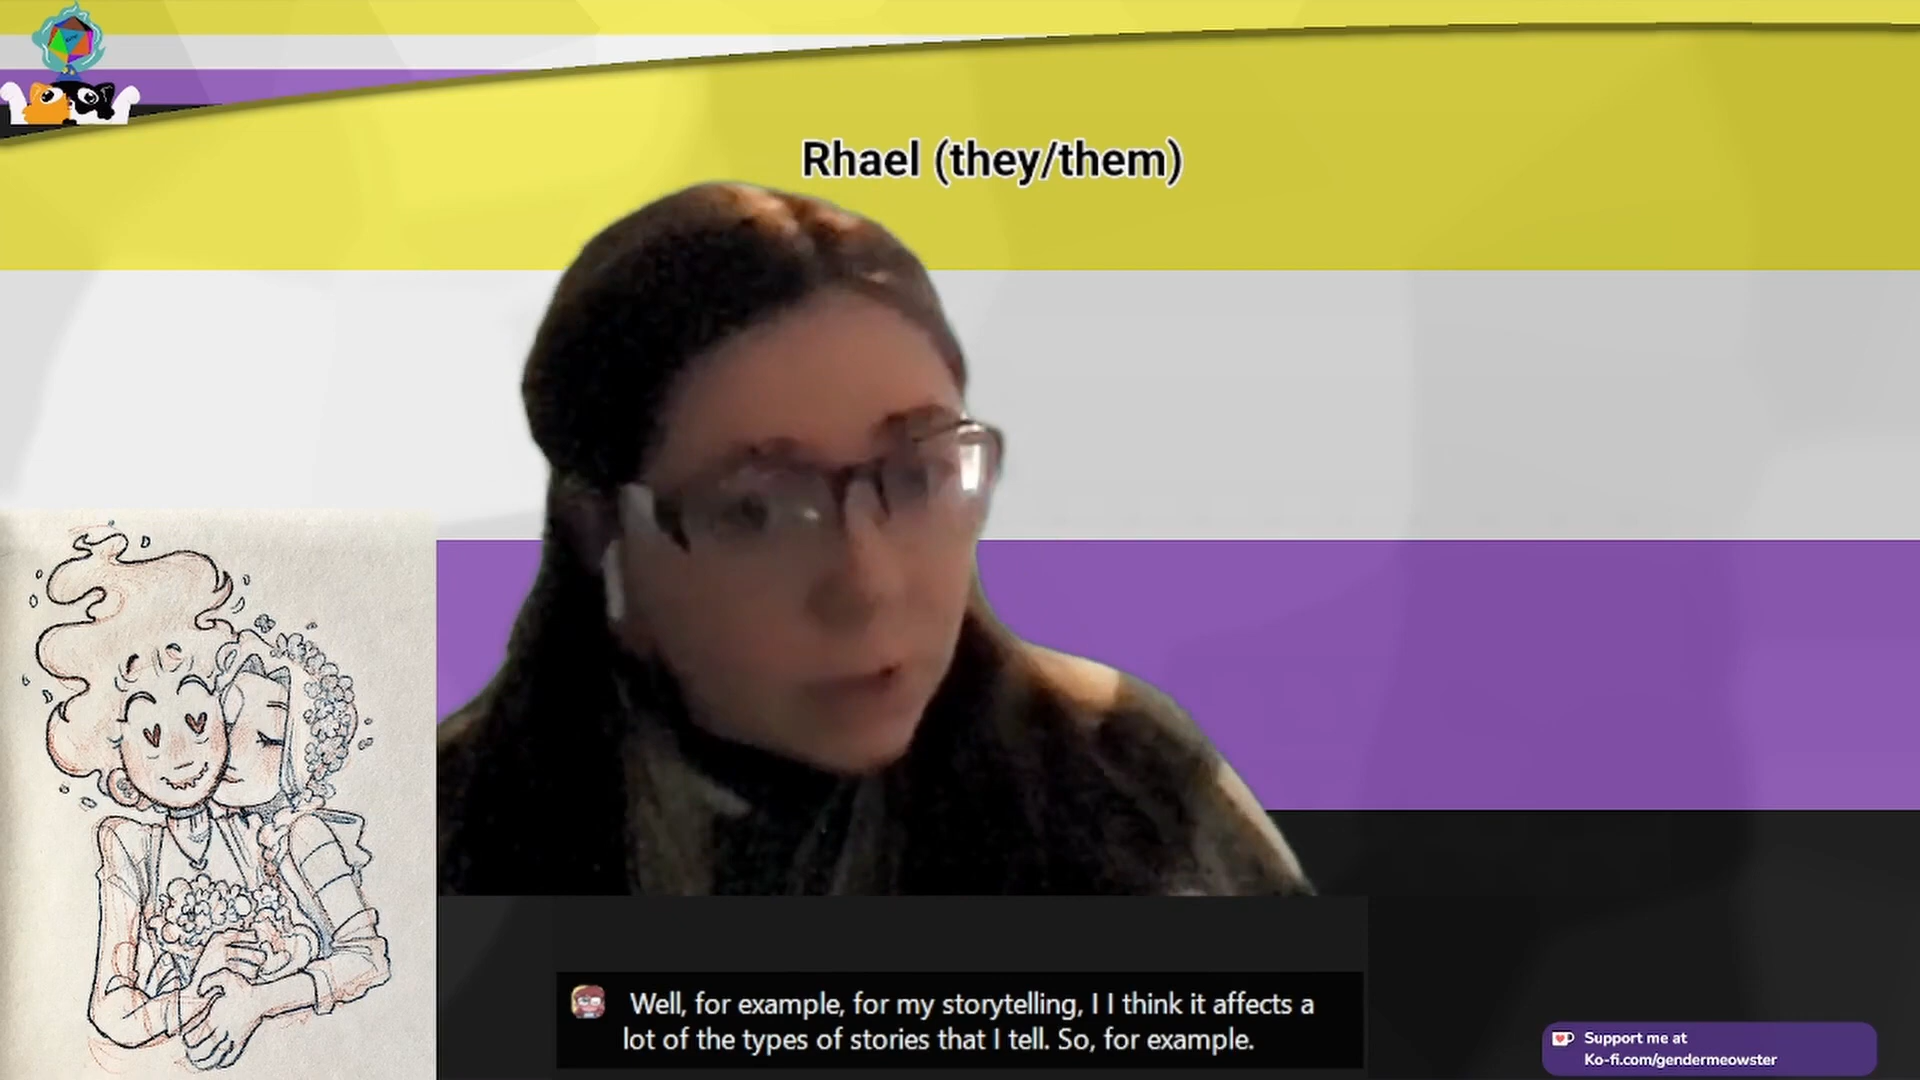 Rhael (they/them)
Well, for example, for my storytelling, I I think it affects a
lot of the types of stories that I tell. So, for example.
Support me at
Ko-fi.com/gendermeowster